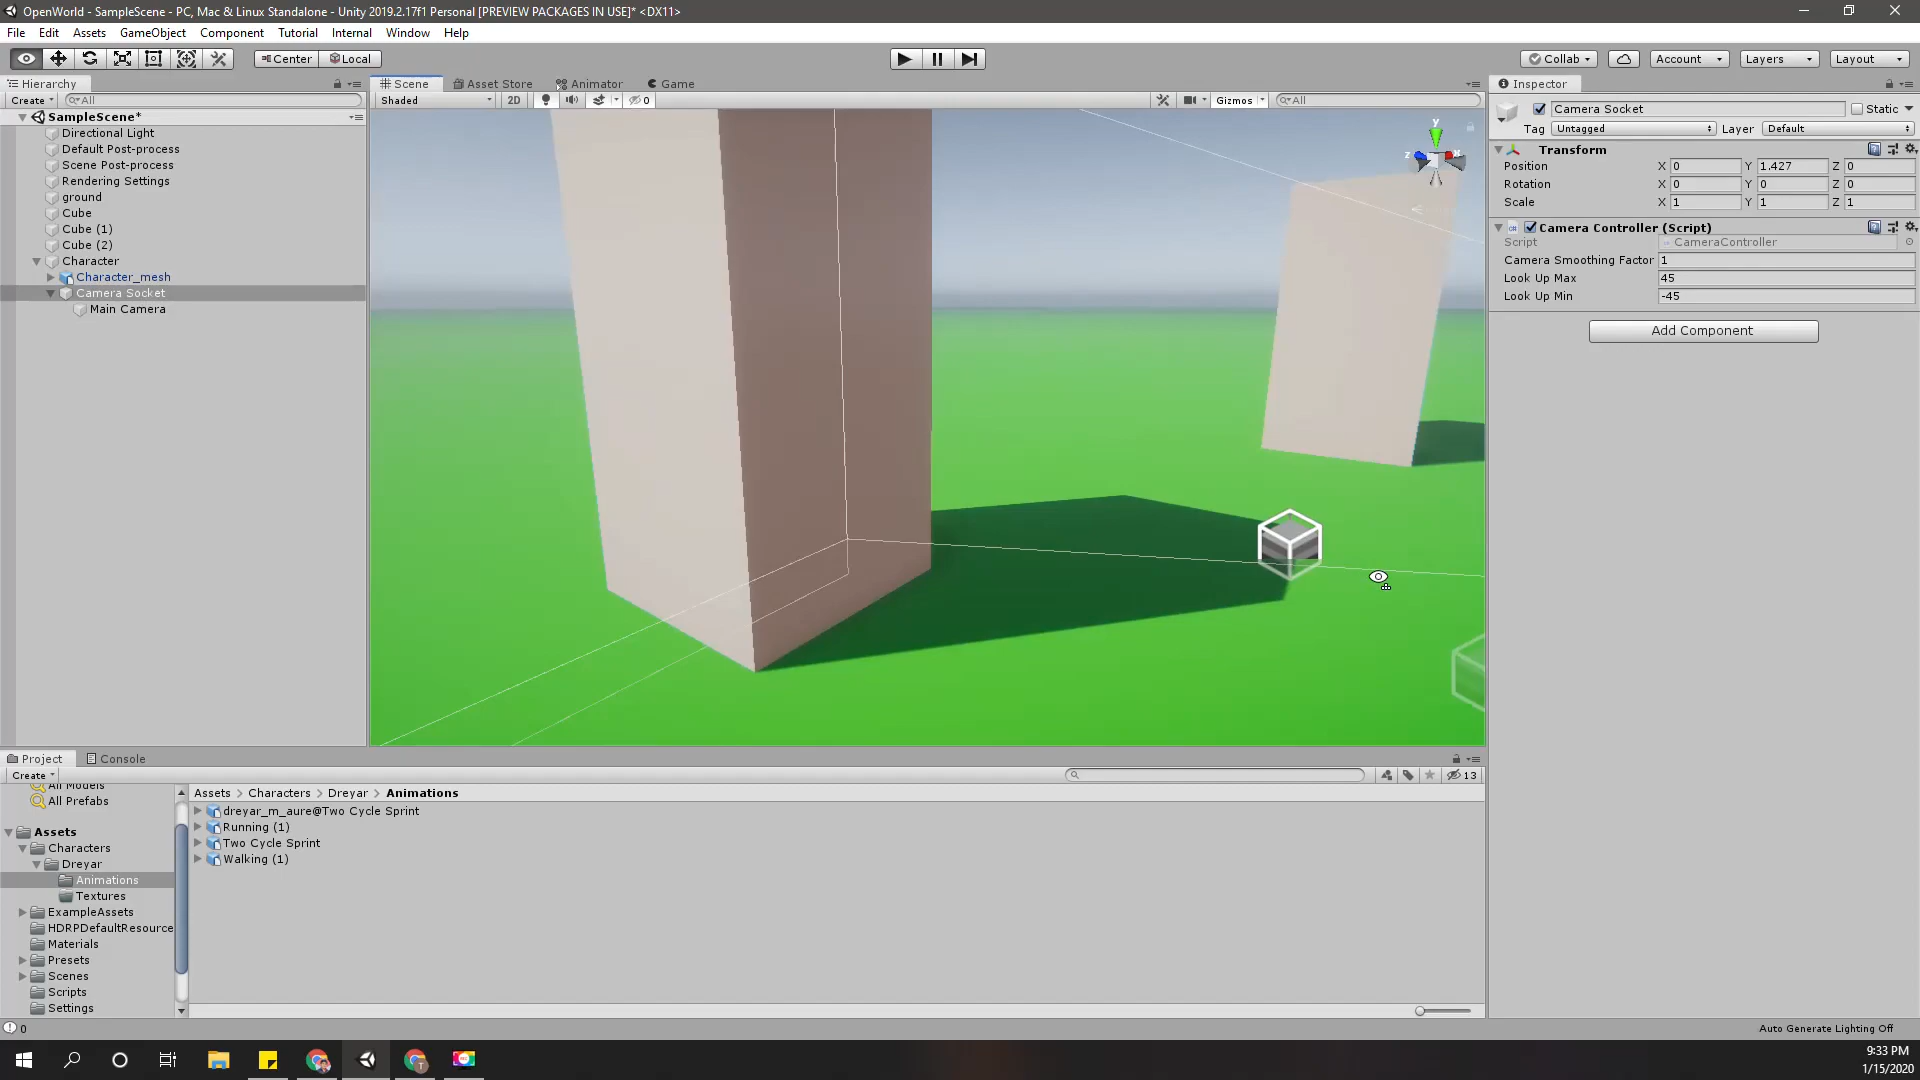 OpenWorld - SampleScene - PC, Mac & Linux Standalone - Unity 2019.2.17f1 Personal [PREVIEW PACKAGES IN USE]* <DX11>
File Edit Assets GameObject Component Tutorial Internal Window Help
Center Local Collab Account Layers Layout
Hierarchy
Create All
SampleScene*
Directional Light
Default Post-process
Scene Post-process
Rendering Settings
ground
Cube
Cube (1)
Cube (2)
Character
Character_mesh
Camera Socket
Main Camera
Scene Asset Store Animator Game
Shaded 2D 0 Gizmos All
y
z x
Inspector
Camera Socket Static
Tag Untagged Layer Default
Transform
Position X 0 Y 1.427 Z 0
Rotation X 0 Y 0 Z 0
Scale X 1 Y 1 Z 1
Camera Controller (Script)
Script CameraController
Camera Smoothing Factor 1
Look Up Max 45
Look Up Min -45
Add Component
Project Console
Create 13
All Models
All Prefabs
Assets
Characters
Dreyar
Animations
Textures
ExampleAssets
HDRPDefaultResource
Materials
Presets
Scenes
Scripts
Settings
Assets Characters Dreyar Animations
dreyar_m_aure@Two Cycle Sprint
Running (1)
Two Cycle Sprint
Walking (1)
0
Auto Generate Lighting Off
9:33 PM
1/15/2020